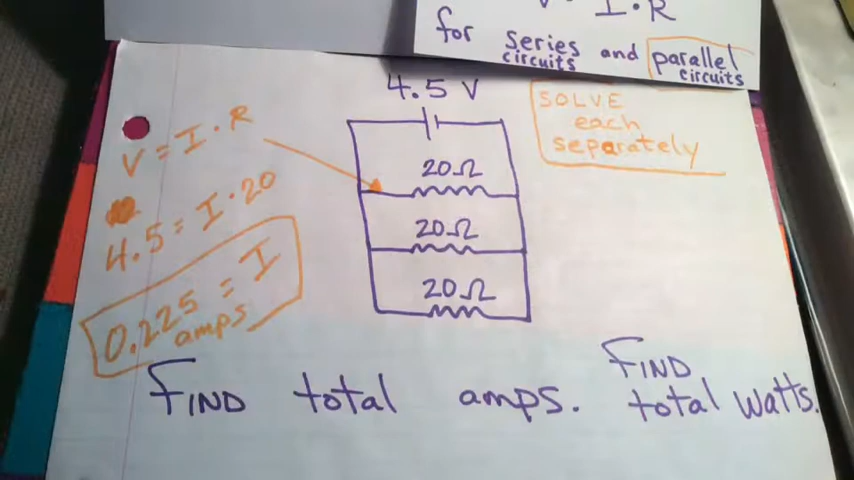 V = I · R
for series and parallel
circuits circuits
4.5 V
SOLVE
each
separately
V = I · R
4.5 = I · 20
0.225 = I
amps
20Ω
20Ω
20Ω
FIND total amps.
FIND
total watts.